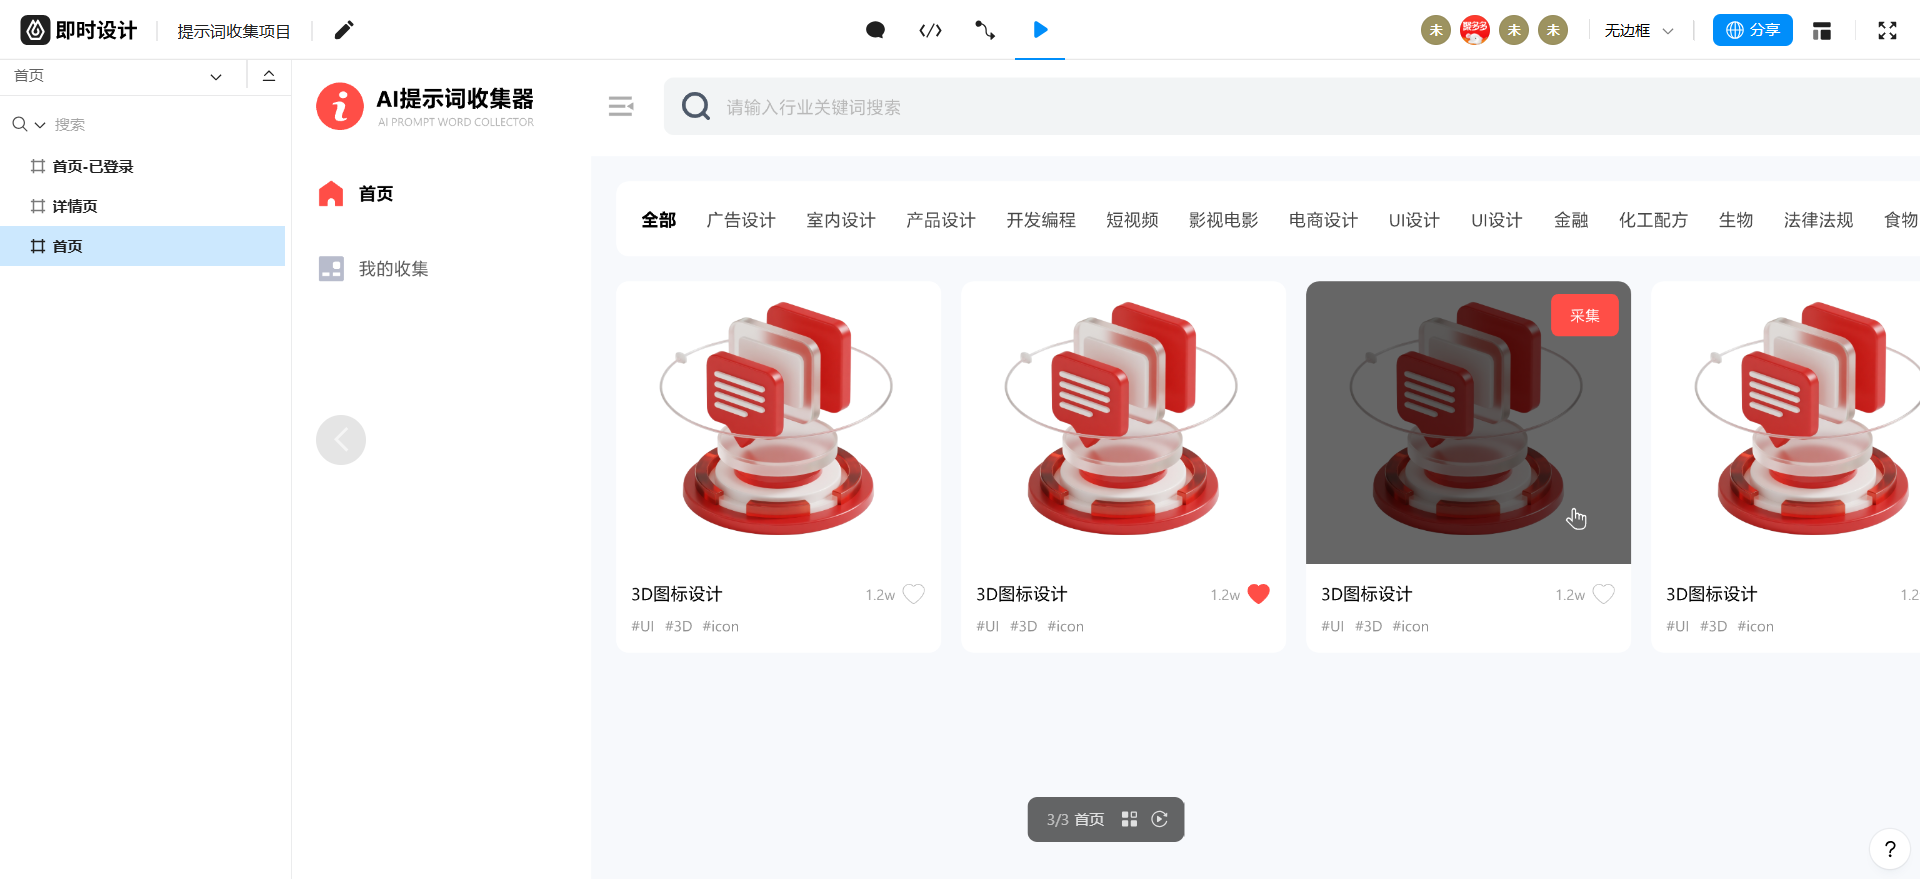 即时设计
提示词收集项目
未
聚多多
未
未
无边框
分享
首页
搜索
首页-已登录
详情页
首页
AI提示词收集器
AI PROMPT WORD COLLECTOR
请输入行业关键词搜索
首页
我的收集
全部 广告设计 室内设计 产品设计 开发编程 短视频 影视电影 电商设计 UI设计 UI设计 金融 化工配方 生物 法律法规 食物
采集
3D图标设计 1.2w
#UI #3D #icon
3D图标设计 1.2w
#UI #3D #icon
3D图标设计 1.2w
#UI #3D #icon
3D图标设计 1.2
#UI #3D #icon
3/3 首页
?